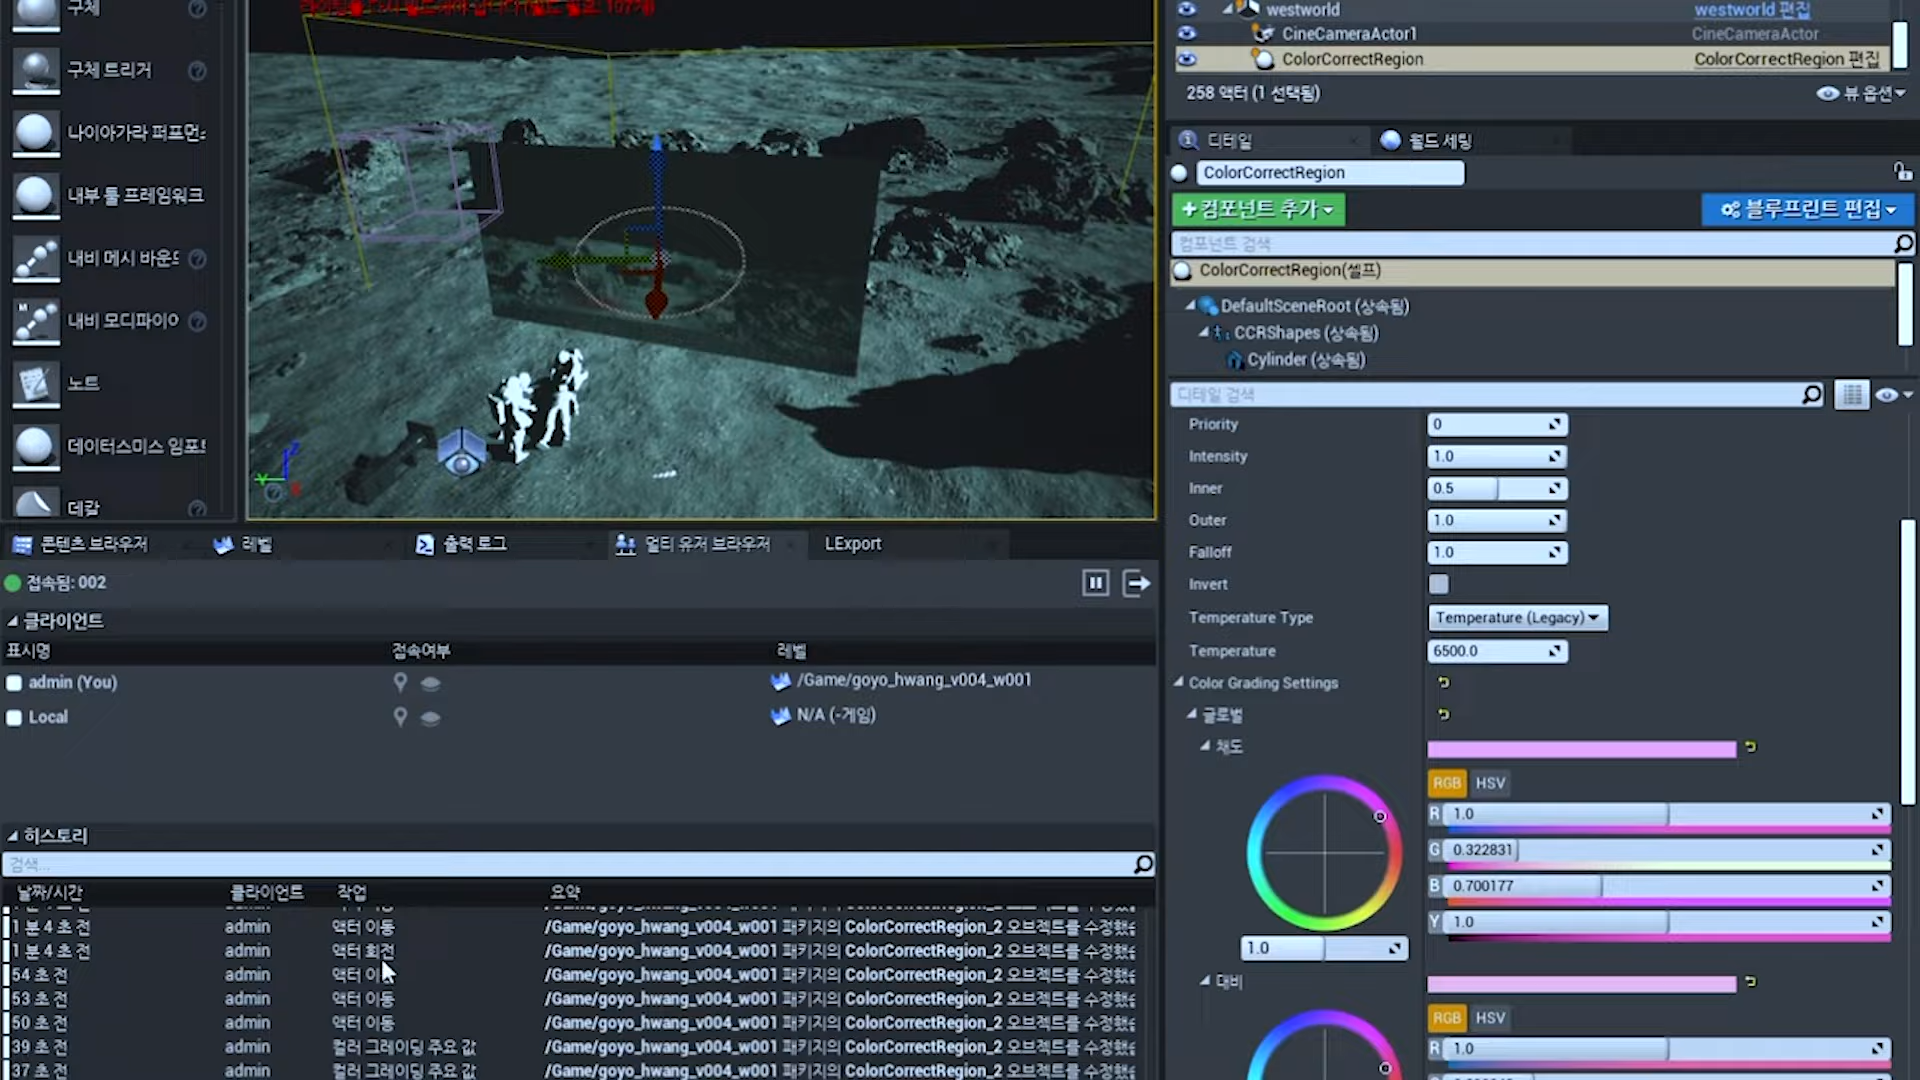 구체
구체 트리거
나이아가라 퍼포먼스
내부 툴 프레임워크
내비 메시 바운드
내비 모디파이어
노트
데이터스미스 임포트
데칼
westworld
westworld 편집
CineCameraActor1
CineCameraActor
ColorCorrectRegion
ColorCorrectRegion 편집
258 액터 (1 선택됨)
뷰 옵션
디테일
월드 세팅
ColorCorrectRegion
+ 컴포넌트 추가
블루프린트 편집
컴포넌트 검색
ColorCorrectRegion(셀프)
DefaultSceneRoot (상속됨)
CCRShapes (상속됨)
Cylinder (상속됨)
디테일 검색
Priority 0
Intensity 1.0
Inner 0.5
Outer 1.0
Falloff 1.0
Invert
Temperature Type Temperature (Legacy)
Temperature 6500.0
Color Grading Settings
글로벌
채도
RGB HSV
R 1.0
G 0.322831
B 0.700177
Y 1.0
1.0
대비
RGB HSV
R 1.0
콘텐츠 브라우저
레벨
출력 로그
멀티 유저 브라우저
LExport
접속됨: 002
클라이언트
표시명 접속여부 레벨
admin (You) /Game/goyo_hwang_v004_w001
Local N/A (-게임)
히스토리
검색...
날짜/시간 클라이언트 작업 요약
1 분 4 초 전 admin 액터 이동 /Game/goyo_hwang_v004_w001 패키지의 ColorCorrectRegion_2 오브젝트를 수정했
1 분 4 초 전 admin 액터 회전 /Game/goyo_hwang_v004_w001 패키지의 ColorCorrectRegion_2 오브젝트를 수정했
54 초 전 admin 액터 이 /Game/goyo_hwang_v004_w001 패키지의 ColorCorrectRegion_2 오브젝트를 수정했
53 초 전 admin 액터 이동 /Game/goyo_hwang_v004_w001 패키지의 ColorCorrectRegion_2 오브젝트를 수정했
50 초 전 admin 액터 이동 /Game/goyo_hwang_v004_w001 패키지의 ColorCorrectRegion_2 오브젝트를 수정했
39 초 전 admin 컬러 그레이딩 주요 값 /Game/goyo_hwang_v004_w001 패키지의 ColorCorrectRegion_2 오브젝트를 수정했
37 초 전 admin 컬러 그레이딩 주요 값 /Game/goyo_hwang_v004_w001 패키지의 ColorCorrectRegion_2 오브젝트를 수정했